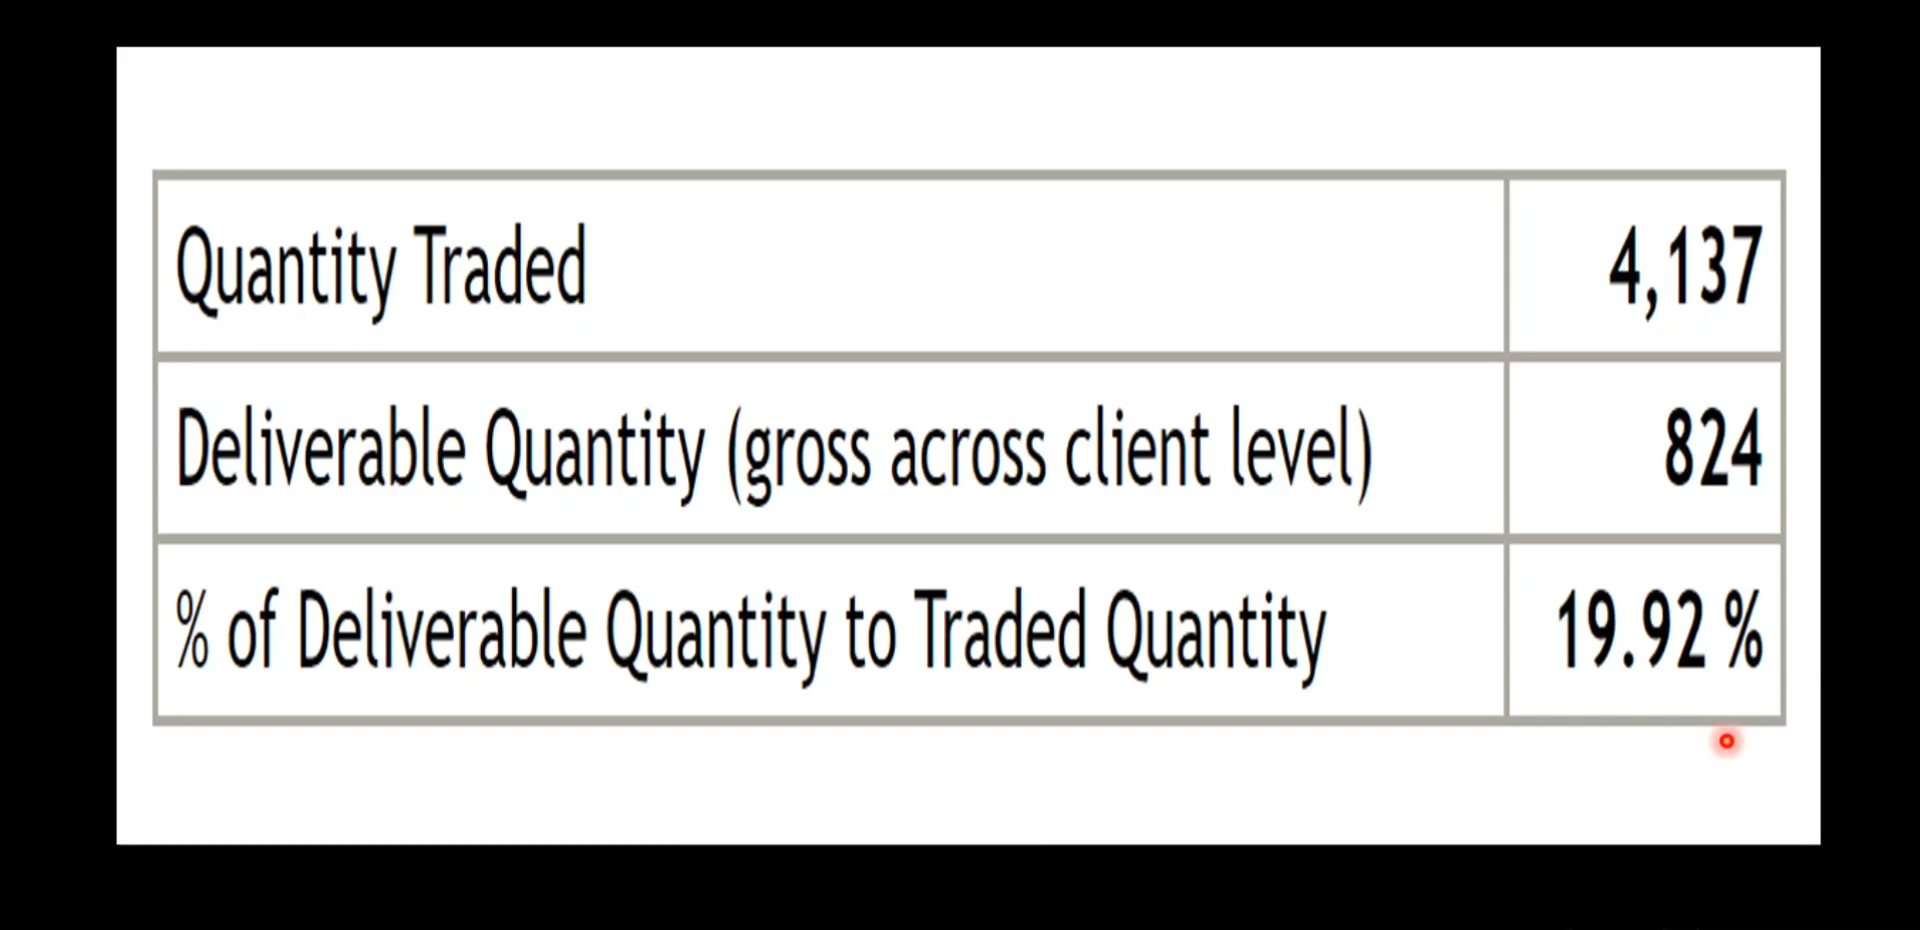 Quantity Traded 4,137
Deliverable Quantity (gross across client level) 824
% of Deliverable Quantity to Traded Quantity 19.92 %